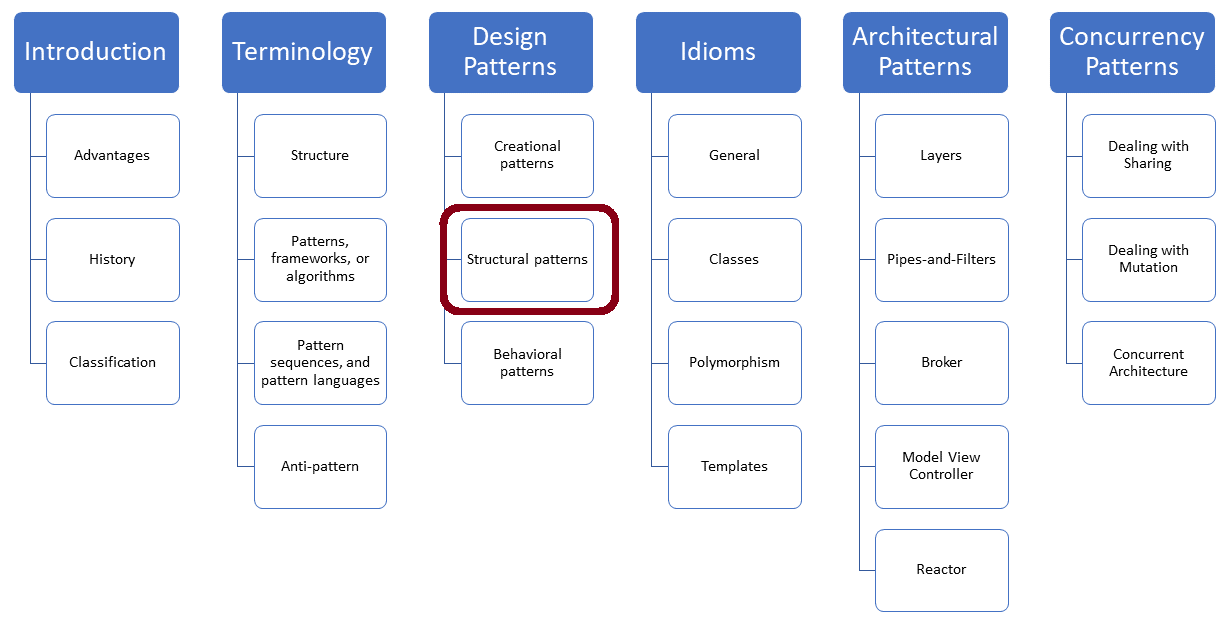 Introduction
Advantages
History
Classification
Terminology
Structure
Patterns,
frameworks, or
algorithms
Pattern
sequences, and
pattern languages
Anti-pattern
Design
Patterns
Creational
patterns
Structural patterns
Behavioral
patterns
Idioms
General
Classes
Polymorphism
Templates
Architectural
Patterns
Layers
Pipes-and-Filters
Broker
Model View
Controller
Reactor
Concurrency
Patterns
Dealing with
Sharing
Dealing with
Mutation
Concurrent
Architecture